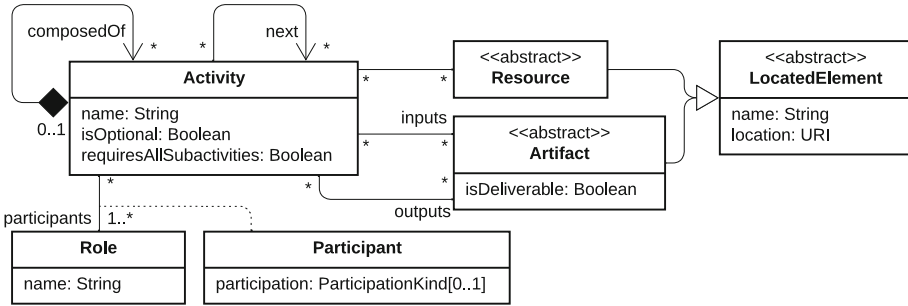 composedOf
*
*
next
*
<<abstract>>
Resource
<<abstract>>
LocatedElement
name: String
location: URI
Activity
name: String
isOptional: Boolean
requiresAllSubactivities: Boolean
0..1
*
*
inputs
*
*
<<abstract>>
Artifact
isDeliverable: Boolean
*
*
outputs
*
participants
1..*
Role
name: String
Participant
participation: ParticipationKind[0..1]